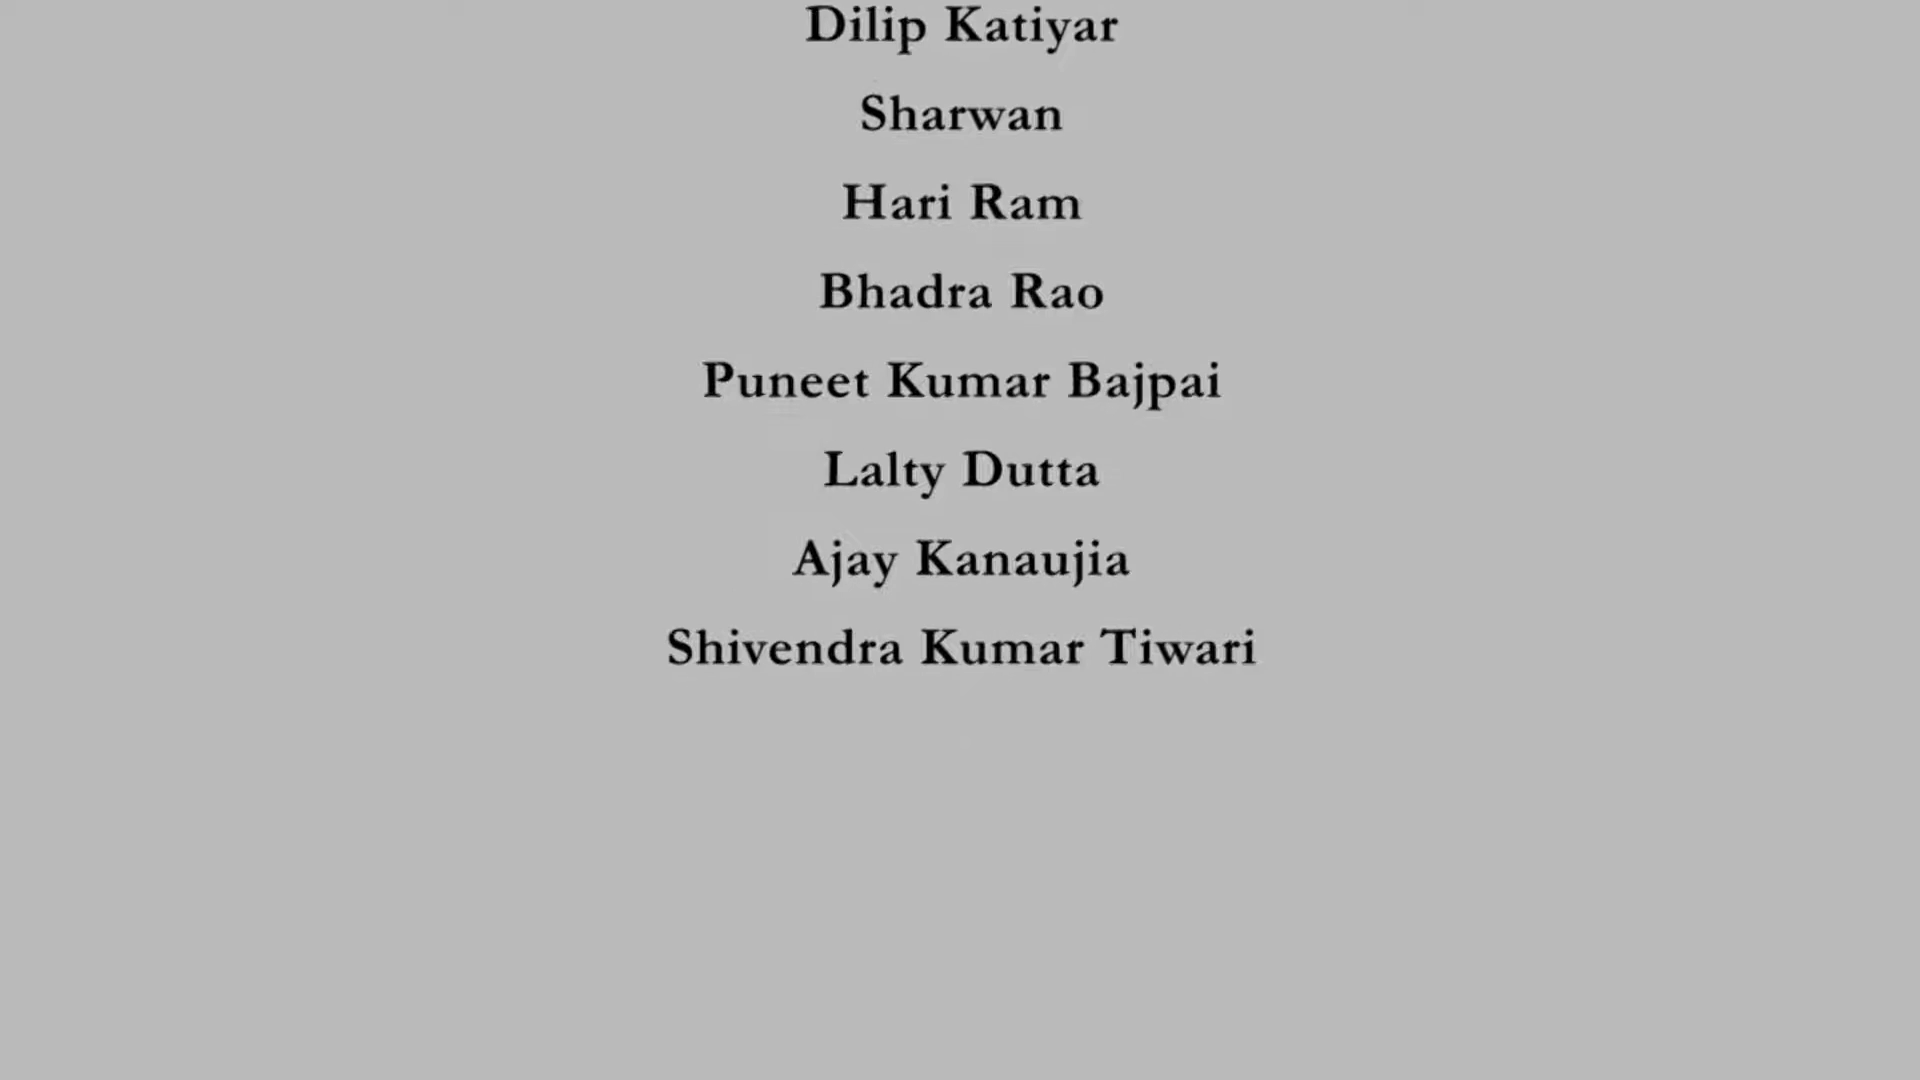 Dilip Katiyar
Sharwan
Hari Ram
Bhadra Rao
Puneet Kumar Bajpai
Lalty Dutta
Ajay Kanaujia
Shivendra Kumar Tiwari